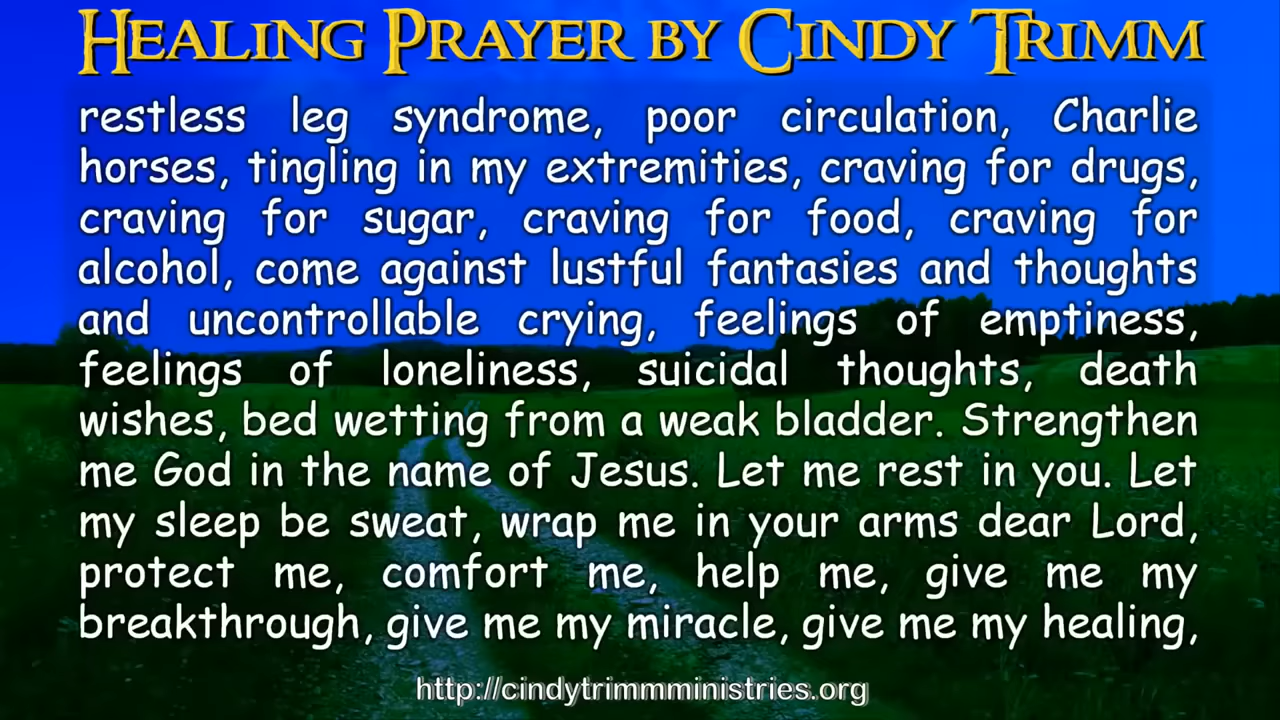 Healing Prayer by Cindy Trimm
restless leg syndrome, poor circulation, Charlie
horses, tingling in my extremities, craving for drugs,
craving for sugar, craving for food, craving for
alcohol, come against lustful fantasies and thoughts
and uncontrollable crying, feelings of emptiness,
feelings of loneliness, suicidal thoughts, death
wishes, bed wetting from a weak bladder. Strengthen
me God in the name of Jesus. Let me rest in you. Let
my sleep be sweat, wrap me in your arms dear Lord,
protect me, comfort me, help me, give me my
breakthrough, give me my miracle, give me my healing,
http://cindytrimmministries.org